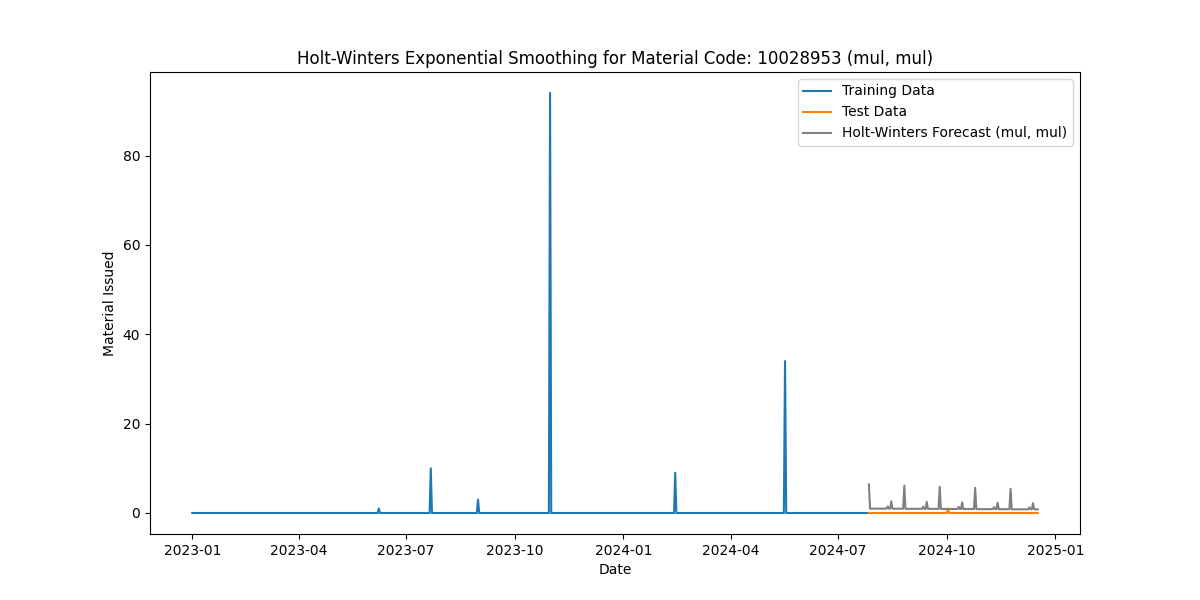 Holt-Winters Exponential Smoothing for Material Code: 10028953 (mul, mul)
Training Data
Test Data
Holt-Winters Forecast (mul, mul)
Material Issued
80
60
40
20
0
2023-01
2023-04
2023-07
2023-10
2024-01
2024-04
2024-07
2024-10
2025-01
Date